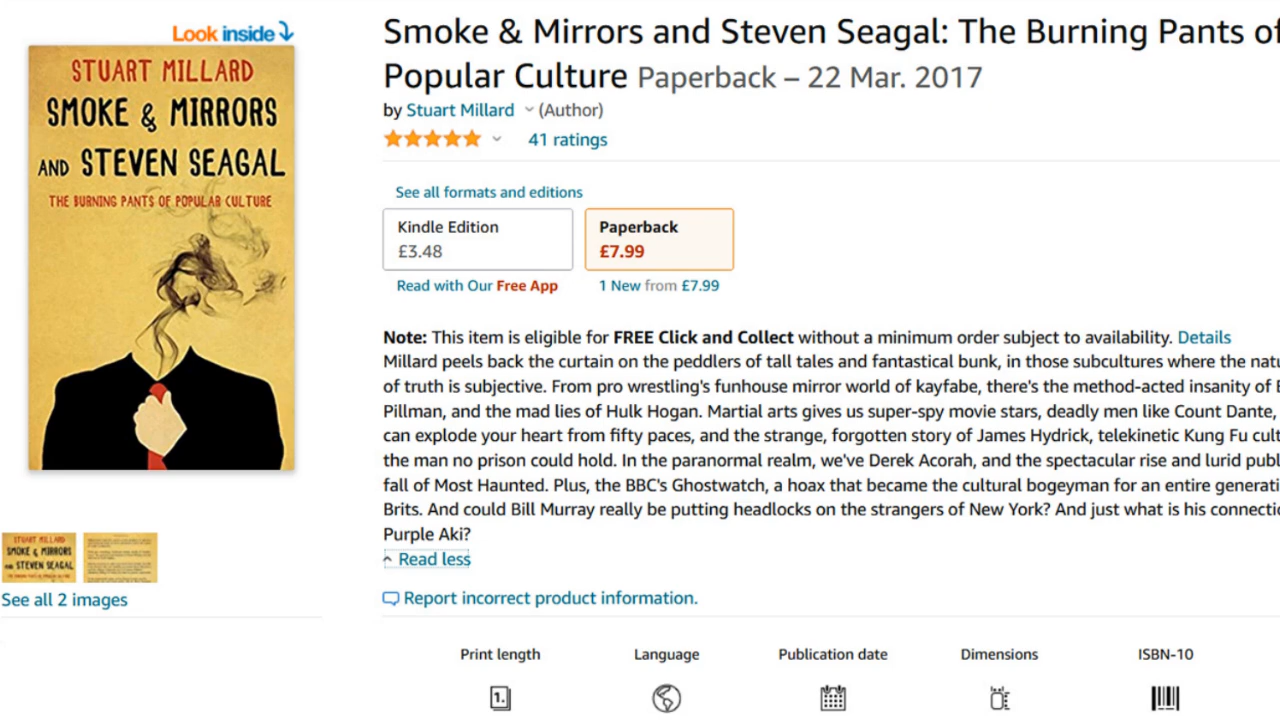 Look inside
STUART MILLARD
SMOKE & MIRRORS
AND STEVEN SEAGAL
THE BURNING PANTS OF POPULAR CULTURE
STUART MILLARD
SMOKE & MIRRORS
AND STEVEN SEAGAL
See all 2 images
Smoke & Mirrors and Steven Seagal: The Burning Pants of
Popular Culture Paperback – 22 Mar. 2017
by Stuart Millard (Author)
41 ratings
See all formats and editions
Kindle Edition
£3.48
Read with Our Free App
Paperback
£7.99
1 New from £7.99
Note: This item is eligible for FREE Click and Collect without a minimum order subject to availability. Details
Millard peels back the curtain on the peddlers of tall tales and fantastical bunk, in those subcultures where the natu
of truth is subjective. From pro wrestling's funhouse mirror world of kayfabe, there's the method-acted insanity of B
Pillman, and the mad lies of Hulk Hogan. Martial arts gives us super-spy movie stars, deadly men like Count Dante,
can explode your heart from fifty paces, and the strange, forgotten story of James Hydrick, telekinetic Kung Fu cult
the man no prison could hold. In the paranormal realm, we've Derek Acorah, and the spectacular rise and lurid publ
fall of Most Haunted. Plus, the BBC's Ghostwatch, a hoax that became the cultural bogeyman for an entire generati
Brits. And could Bill Murray really be putting headlocks on the strangers of New York? And just what is his connectio
Purple Aki?
Read less
Report incorrect product information.
Print length
Language
Publication date
Dimensions
ISBN-10
1.